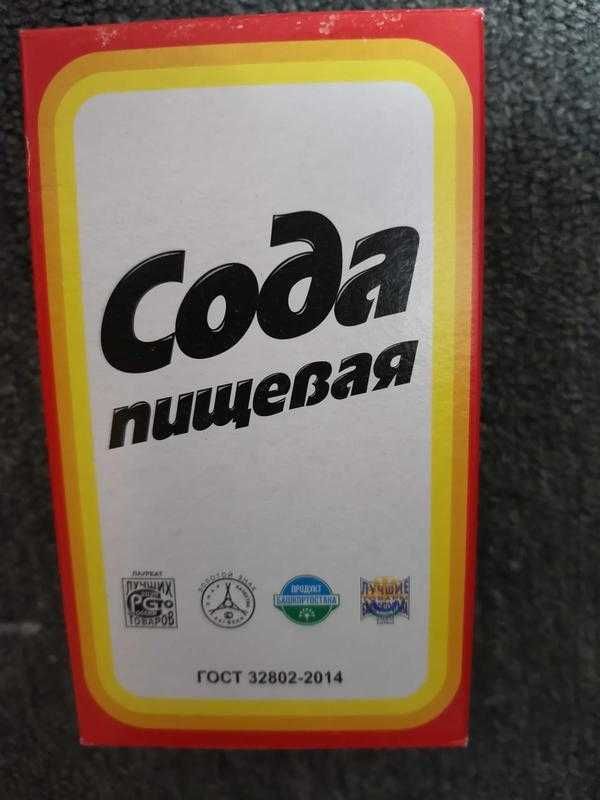 Сода
пищевая
ЛАУРЕАТ
ЛУЧШИХ
ТОВАРОВ
ЗОЛОТОЙ ЗНАК
ПРОДУКТ
БАШКОРТОСТАНА
ЛУЧШИЕ
ГОСТ 32802-2014